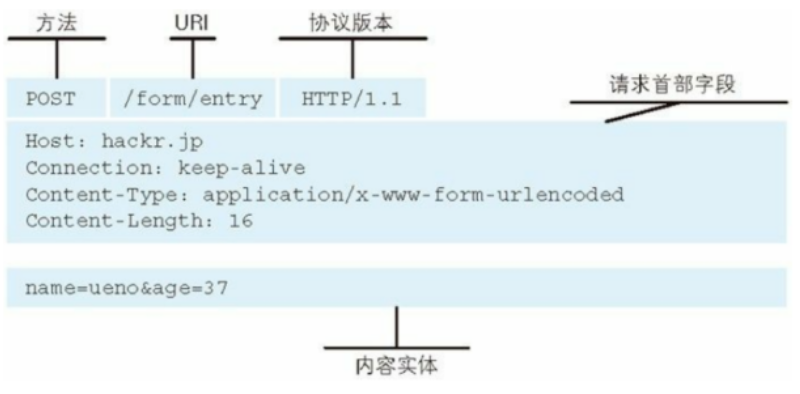 方法 URI 协议版本
请求首部字段
POST /form/entry HTTP/1.1
Host: hackr.jp
Connection: keep-alive
Content-Type: application/x-www-form-urlencoded
Content-Length: 16
name=ueno&age=37
内容实体